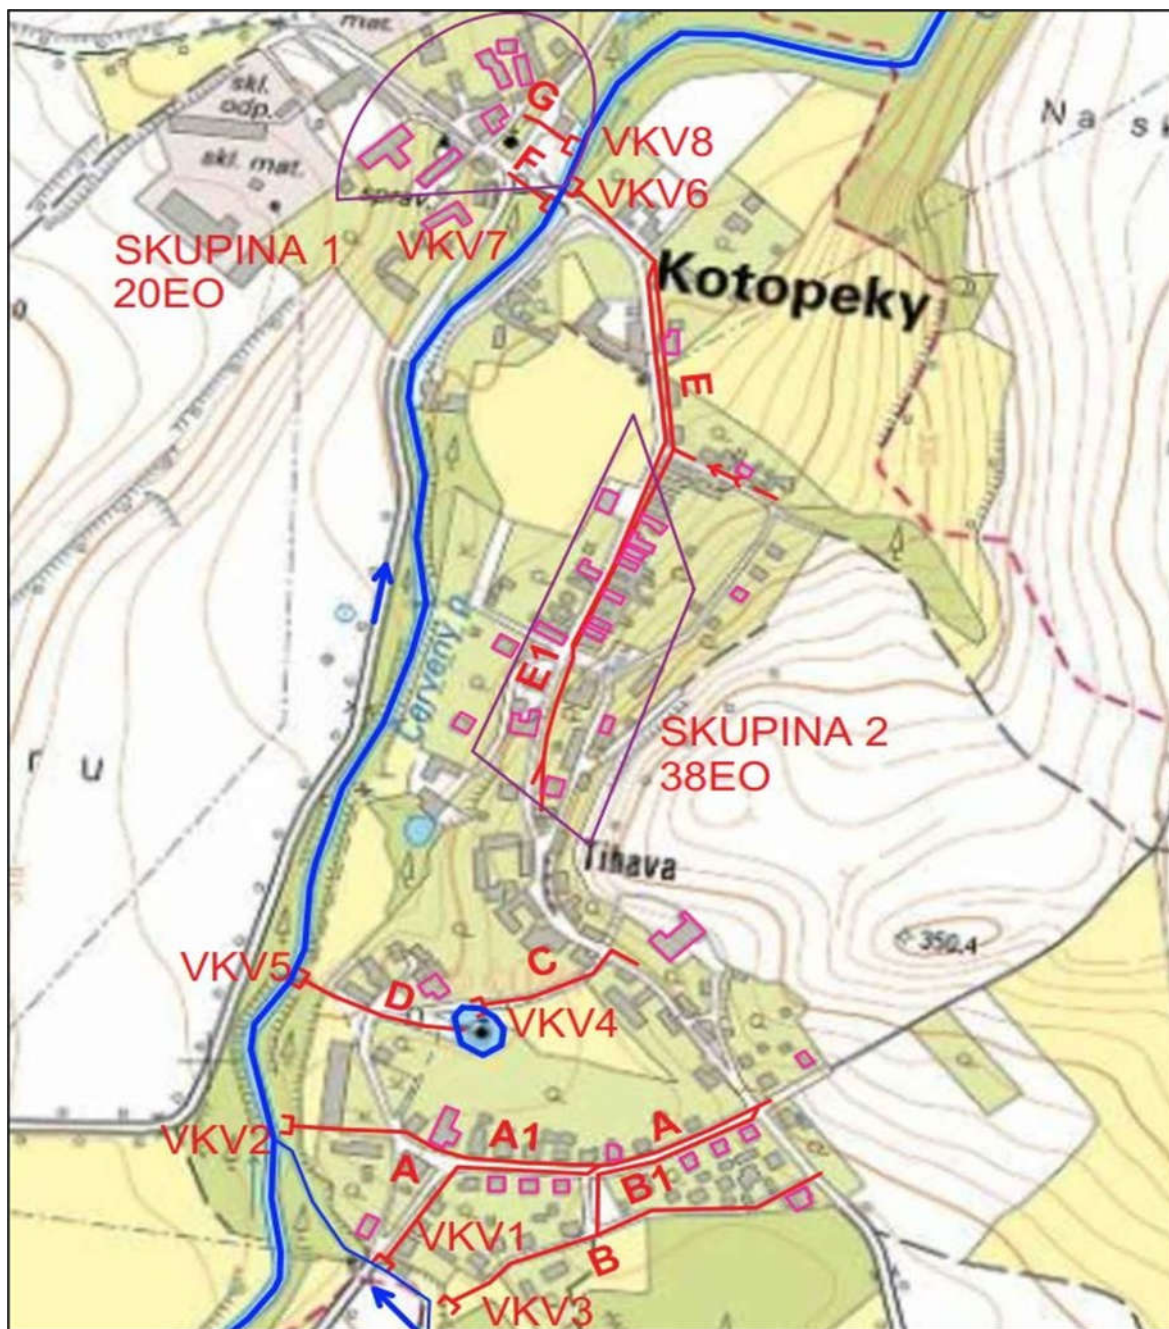 mat.
skl.
odp.
skl. mat.
G
VKV8
F
VKV6
VKV7
SKUPINA 1
20EO
Kotopeky
E
Červený p.
E1
r u
SKUPINA 2
38EO
Tihava
350.4
VKV5
C
D
VKV4
A1
A
VKV2
A
B1
VKV1
B
VKV3